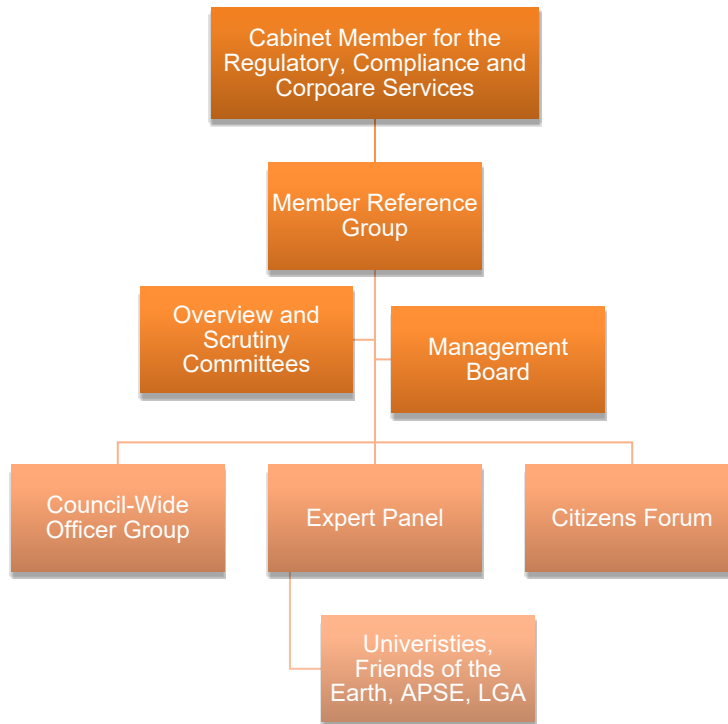 Cabinet Member for the
Regulatory, Compliance and
Corpoare Services
Member Reference
Group
Overview and
Scrutiny
Committees
Management
Board
Council-Wide
Officer Group
Expert Panel
Citizens Forum
Univeristies,
Friends of the
Earth, APSE, LGA